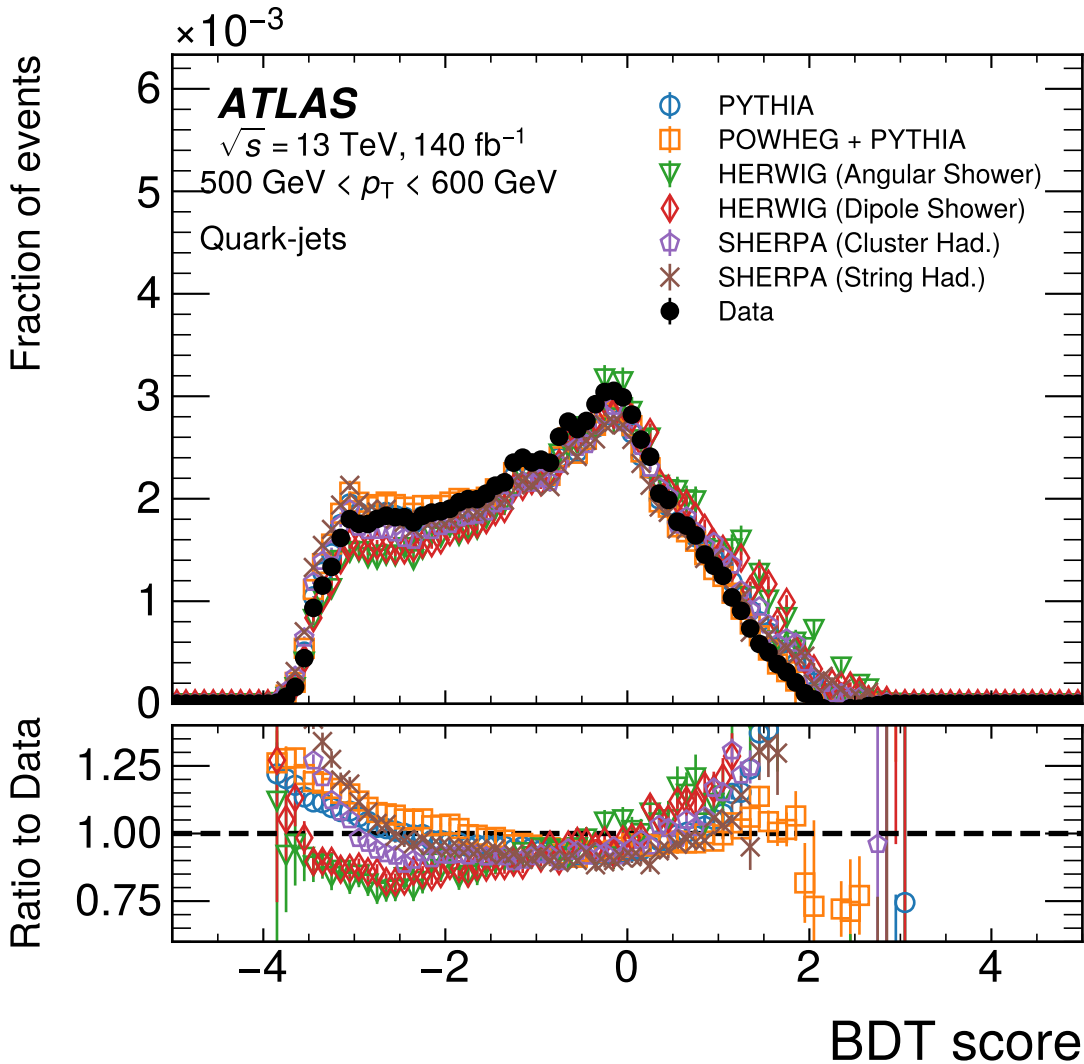 ×10⁻³
Fraction of events
6
5
4
3
2
1
0
ATLAS
√s = 13 TeV, 140 fb⁻¹
500 GeV < pT < 600 GeV
Quark-jets
PYTHIA
POWHEG + PYTHIA
HERWIG (Angular Shower)
HERWIG (Dipole Shower)
SHERPA (Cluster Had.)
SHERPA (String Had.)
Data
Ratio to Data
1.25
1.00
0.75
−4 −2 0 2 4
BDT score